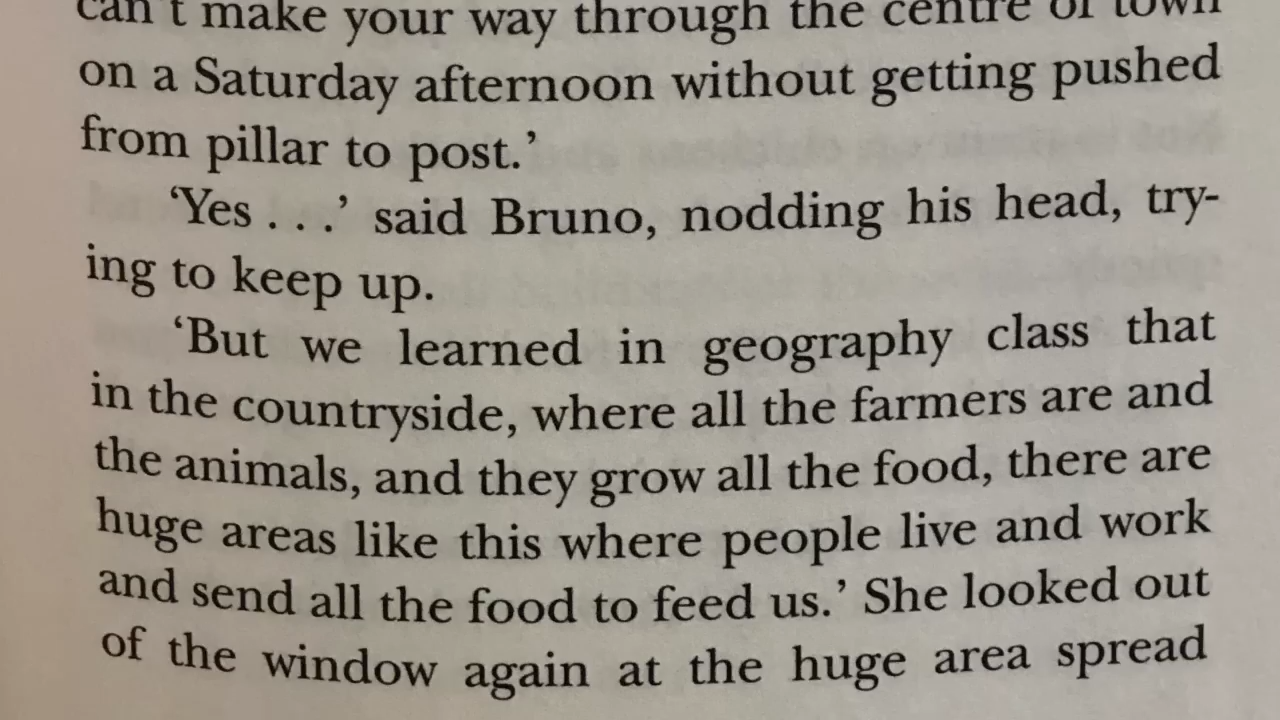 can't make your way through the centre of town
on a Saturday afternoon without getting pushed
from pillar to post.’
‘Yes . . .’ said Bruno, nodding his head, try-
ing to keep up.
‘But we learned in geography class that
in the countryside, where all the farmers are and
the animals, and they grow all the food, there are
huge areas like this where people live and work
and send all the food to feed us.’ She looked out
of the window again at the huge area spread